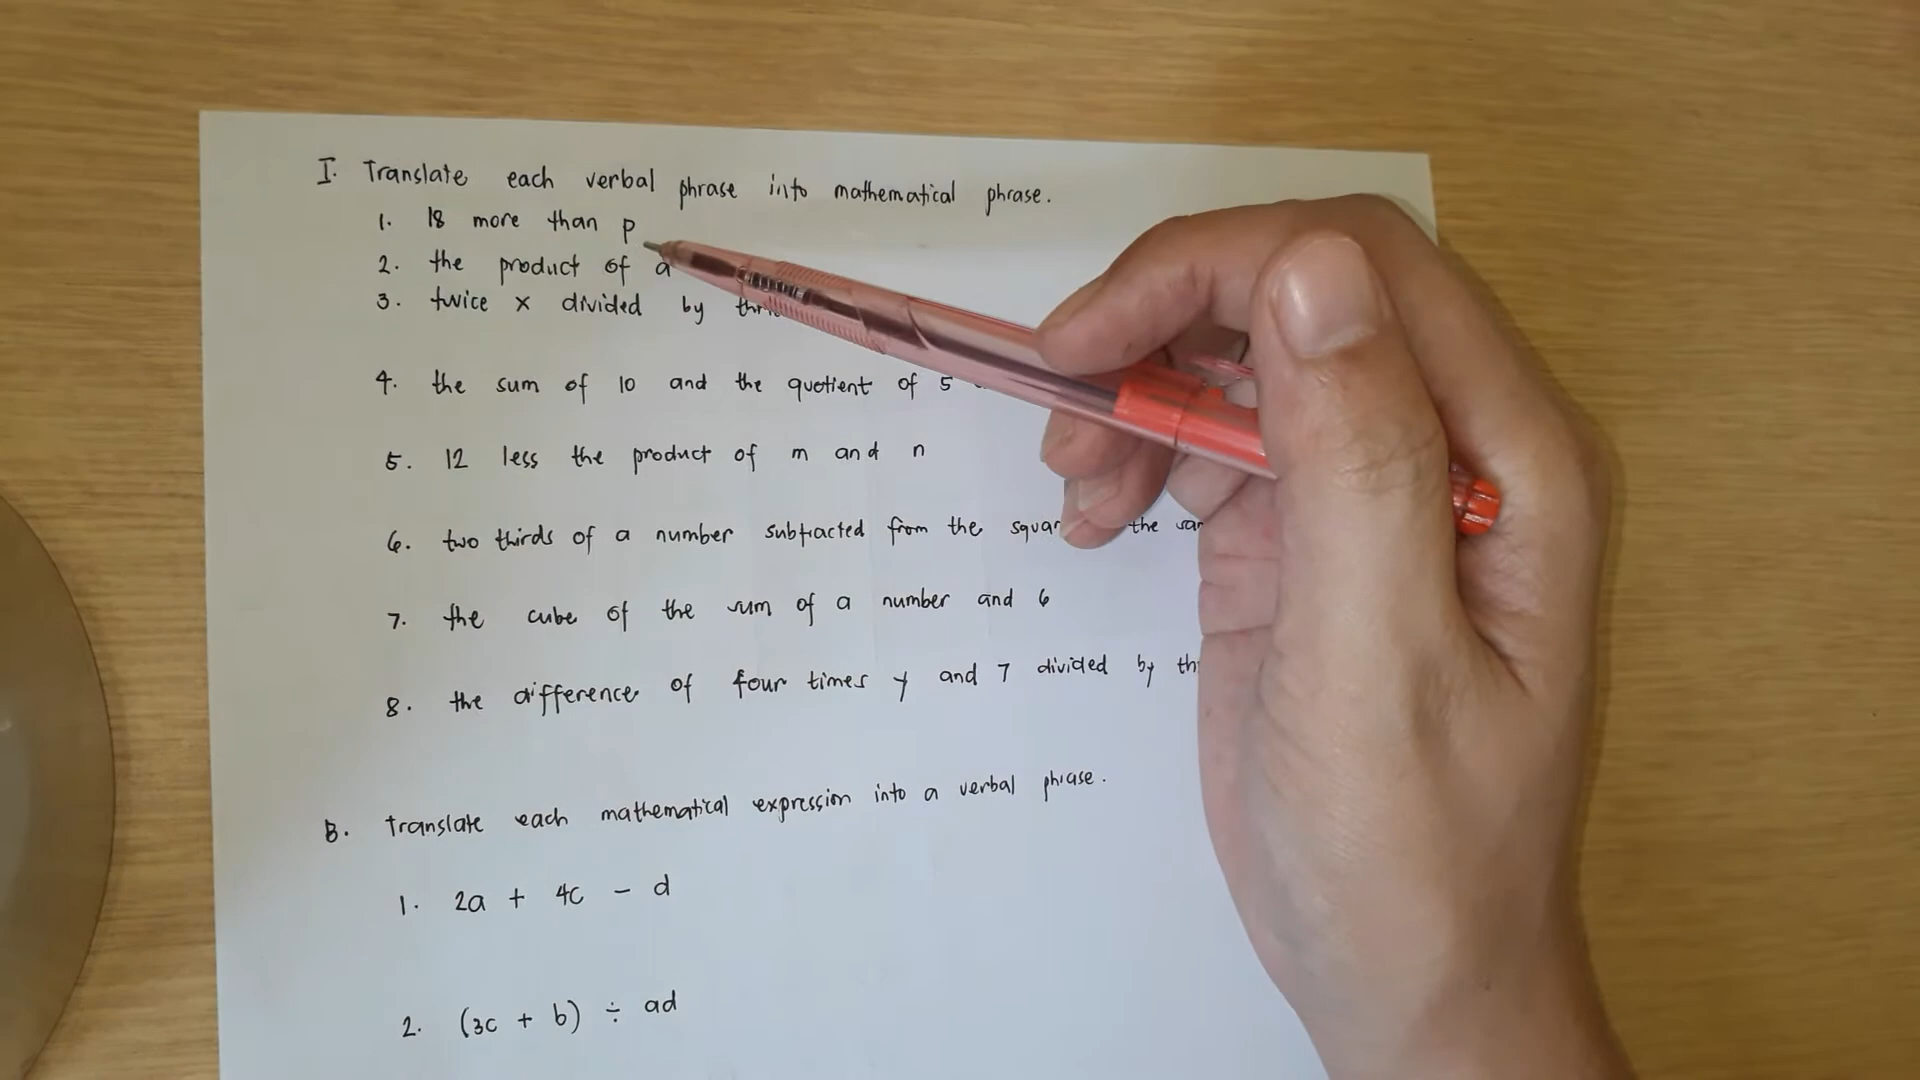 I. Translate each verbal phrase into mathematical phrase.
1. 18 more than p
2. the product of a
3. twice x divided by
4. the sum of 10 and the quotient of 5
5. 12 less the product of m and n
6. two thirds of a number subtracted from the the
7. the cube of the sum of a number and 6
8. the difference of four times y and 7 divided by
B. Translate each mathematical expression into a verbal phrase.
1. 2a + 4c - d
2. (3c + b) ÷ ad